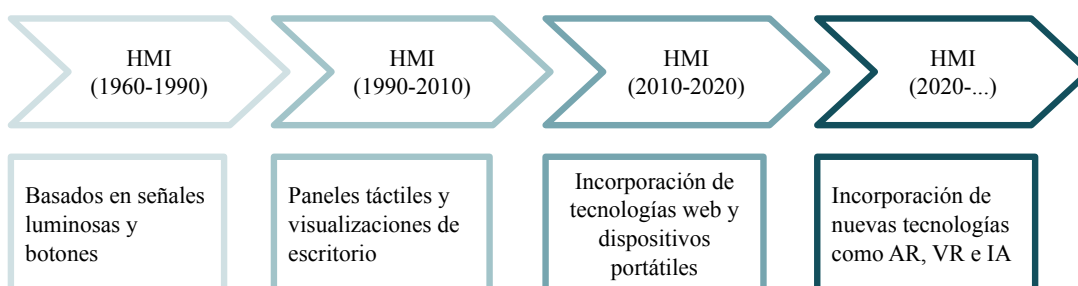 HMI
(1960-1990)
HMI
(1990-2010)
HMI
(2010-2020)
HMI
(2020-...)
Basados en señales
luminosas y
botones
Paneles táctiles y
visualizaciones de
escritorio
Incorporación de
tecnologías web y
dispositivos
portátiles
Incorporación de
nuevas tecnologías
como AR, VR e IA